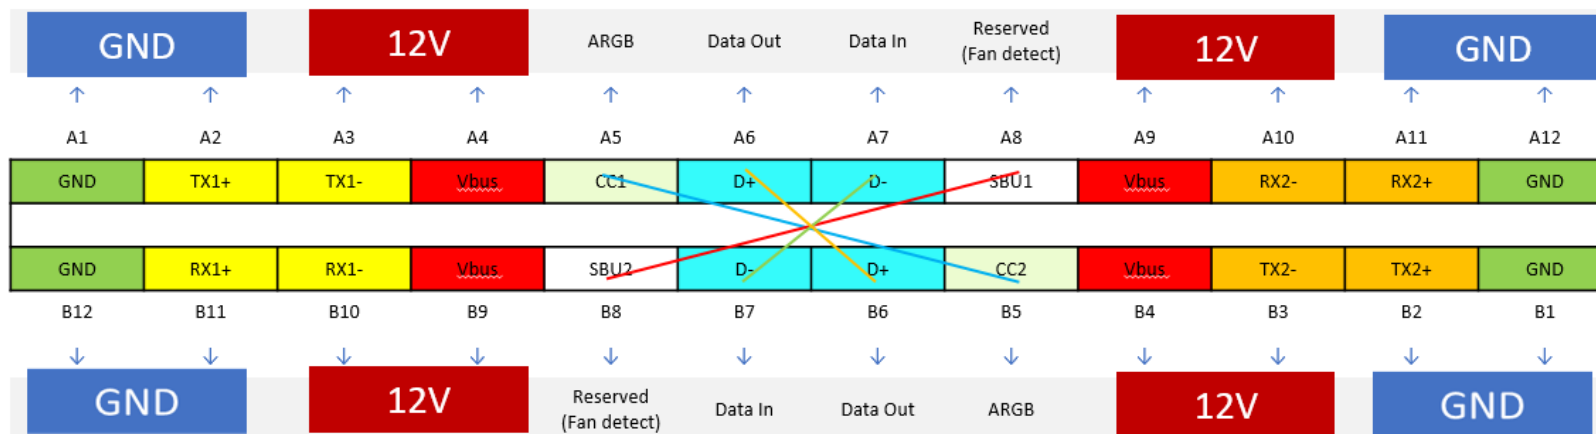 GND 12V ARGB Data Out Data In Reserved 12V GND
(Fan detect)
A1 A2 A3 A4 A5 A6 A7 A8 A9 A10 A11 A12
GND TX1+ TX1- Vbus CC1 D+ D- SBU1 Vbus RX2- RX2+ GND
GND RX1+ RX1- Vbus SBU2 D- D+ CC2 Vbus TX2- TX2+ GND
B12 B11 B10 B9 B8 B7 B6 B5 B4 B3 B2 B1
GND 12V Reserved Data In Data Out ARGB 12V GND
(Fan detect)